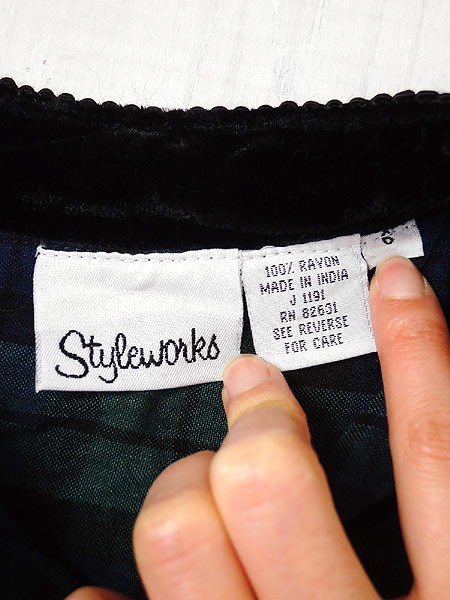 Styleworks
100% RAYON
MADE IN INDIA
J 1191
RN 82631
SEE REVERSE
FOR CARE